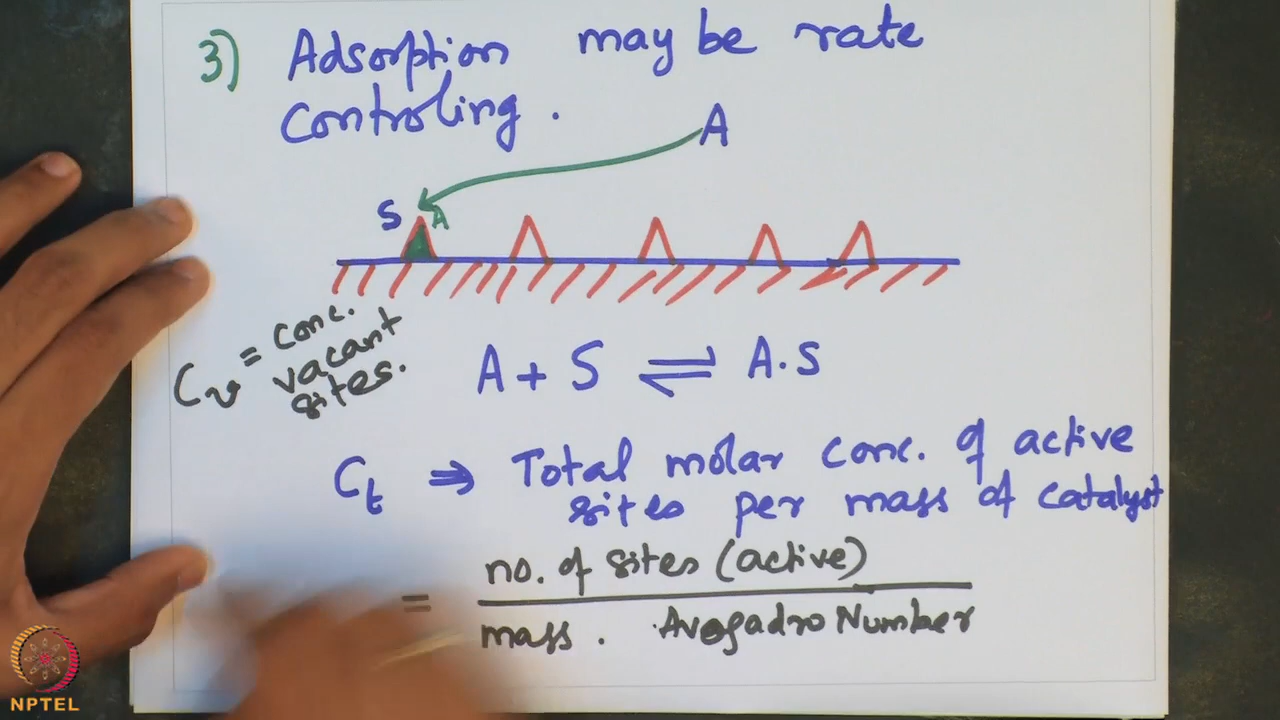 3) Adsorption may be rate
controling.
A
S A
Cv = conc.
vacant
sites.
A + S ⇌ A.S
Ct ⇒ Total molar conc. of active
sites per mass of catalyst
= no. of sites (active)
mass . Avogadro Number
NPTEL